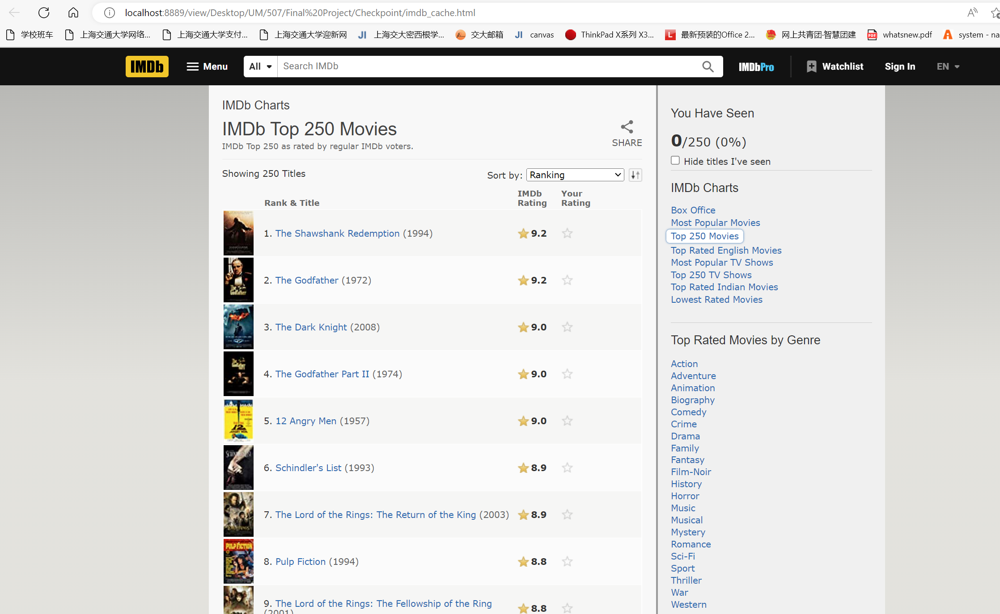 localhost:8889/view/Desktop/UM/507/Final%20Project/Checkpoint/imdb_cache.html
学校班车 上海交通大学网络... 上海交通大学支付... 上海交通大学迎新网 JI 上海交大密西根学... 交大邮箱 JI canvas ThinkPad X系列 X3... L 最新预装的Office 2... 网上共青团·智慧团建 PDF whatsnew.pdf system - na
IMDb Menu All Search IMDb IMDbPro Watchlist Sign In EN
IMDb Charts
IMDb Top 250 Movies
IMDb Top 250 as rated by regular IMDb voters.
SHARE
Showing 250 Titles
Sort by: Ranking
Rank & Title IMDb Rating Your Rating
1. The Shawshank Redemption (1994) 9.2
The Godfather
2. The Godfather (1972) 9.2
3. The Dark Knight (2008) 9.0
The Godfather
4. The Godfather Part II (1974) 9.0
12
ANGRY MEN
5. 12 Angry Men (1957) 9.0
6. Schindler's List (1993) 8.9
7. The Lord of the Rings: The Return of the King (2003) 8.9
PULP FICTION
8. Pulp Fiction (1994) 8.8
9. The Lord of the Rings: The Fellowship of the Ring
(2001) 8.8
You Have Seen
0/250 (0%)
Hide titles I've seen
IMDb Charts
Box Office
Most Popular Movies
Top 250 Movies
Top Rated English Movies
Most Popular TV Shows
Top 250 TV Shows
Top Rated Indian Movies
Lowest Rated Movies
Top Rated Movies by Genre
Action
Adventure
Animation
Biography
Comedy
Crime
Drama
Family
Fantasy
Film-Noir
History
Horror
Music
Musical
Mystery
Romance
Sci-Fi
Sport
Thriller
War
Western